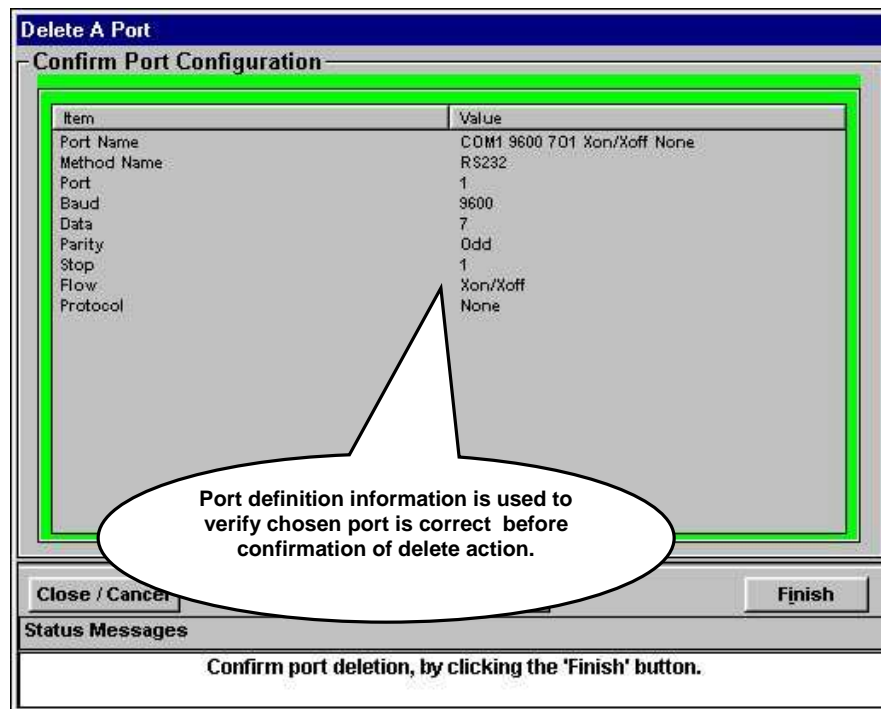 Delete A Port
Confirm Port Configuration
Item Value
Port Name COM1 9600 7O1 Xon/Xoff None
Method Name RS232
Port 1
Baud 9600
Data 7
Parity Odd
Stop 1
Flow Xon/Xoff
Protocol None
Port definition information is used to
verify chosen port is correct before
confirmation of delete action.
Close / Cancel Finish
Status Messages
Confirm port deletion, by clicking the 'Finish' button.